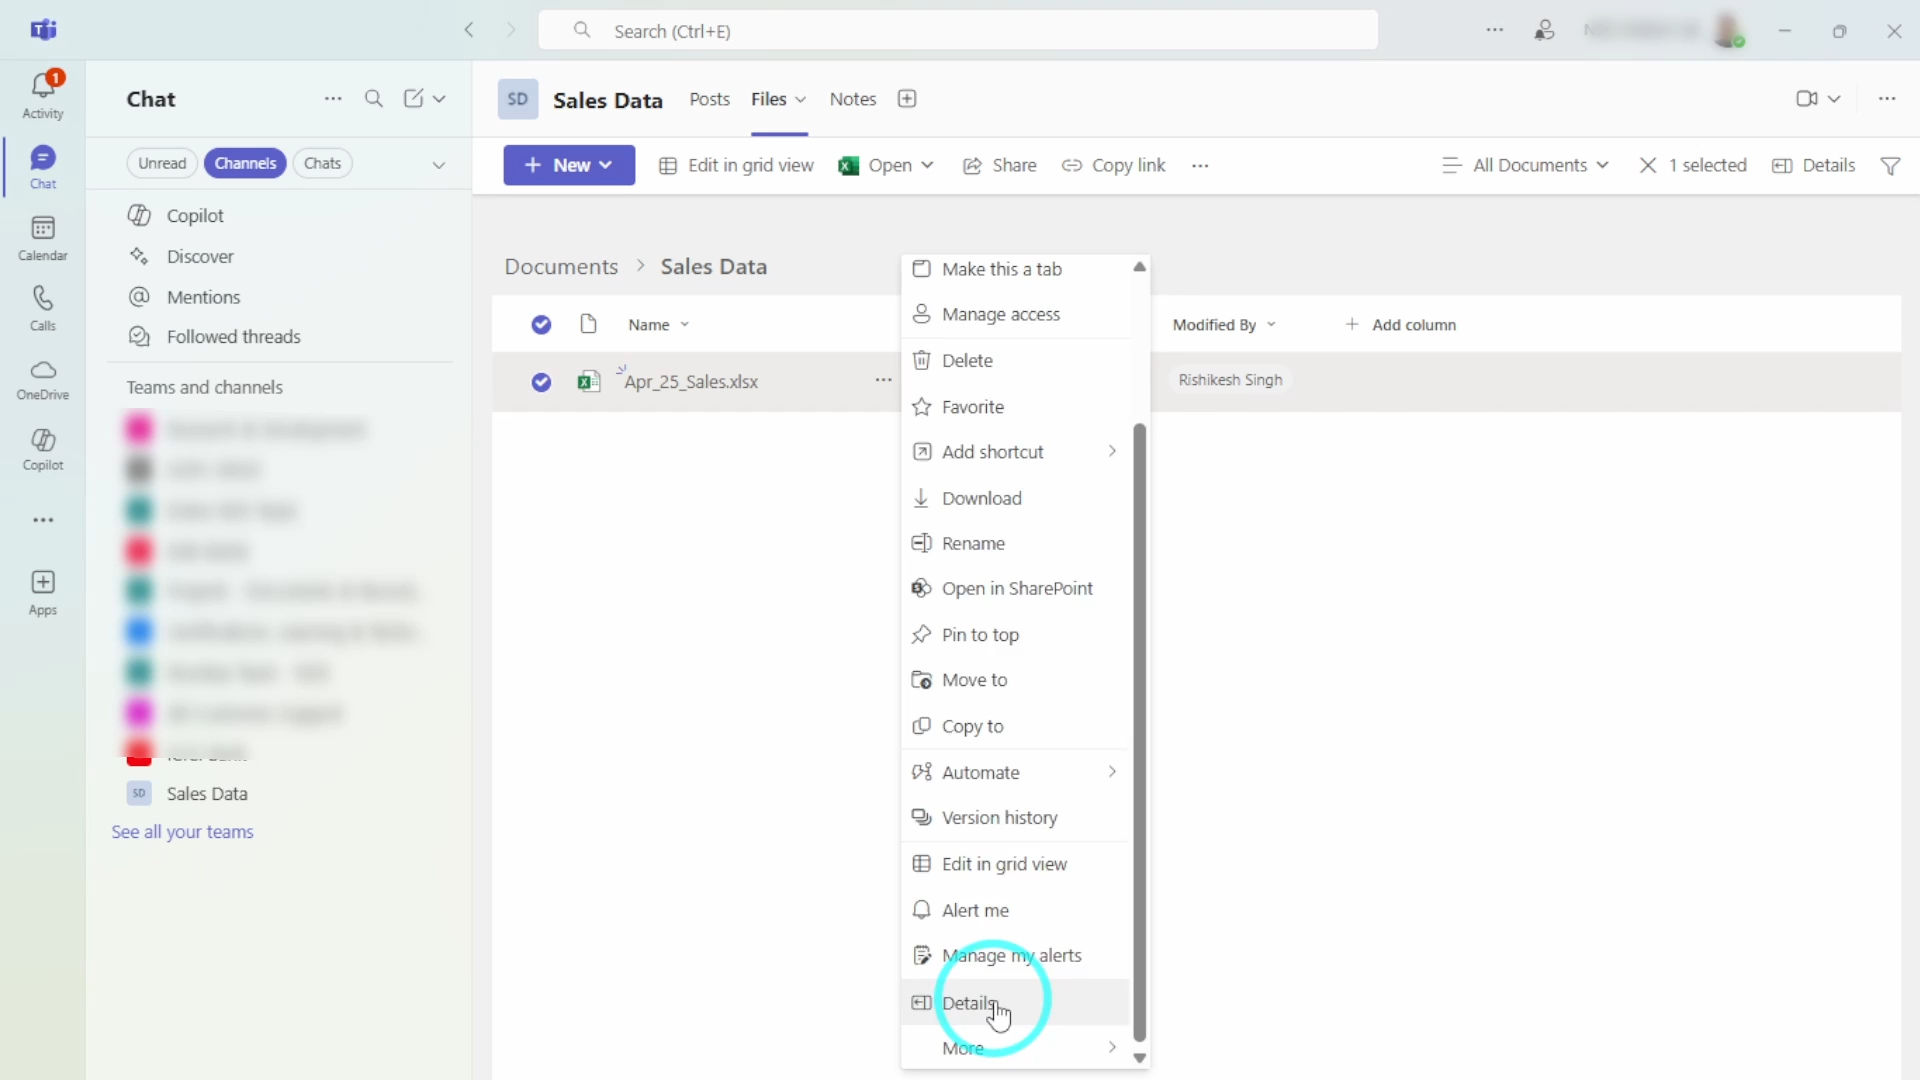 Search (Ctrl+E)
1
Activity
Chat
Calendar
Calls
OneDrive
Copilot
Apps
Chat
Unread
Channels
Chats
Copilot
Discover
Mentions
Followed threads
Teams and channels
SD
Sales Data
See all your teams
SD
Sales Data
Posts
Files
Notes
New
Edit in grid view
Open
Share
Copy link
All Documents
1 selected
Details
Documents > Sales Data
Name
Modified By
Add column
Apr_25_Sales.xlsx
Rishikesh Singh
Make this a tab
Manage access
Delete
Favorite
Add shortcut
Download
Rename
Open in SharePoint
Pin to top
Move to
Copy to
Automate
Version history
Edit in grid view
Alert me
Manage my alerts
Details
More